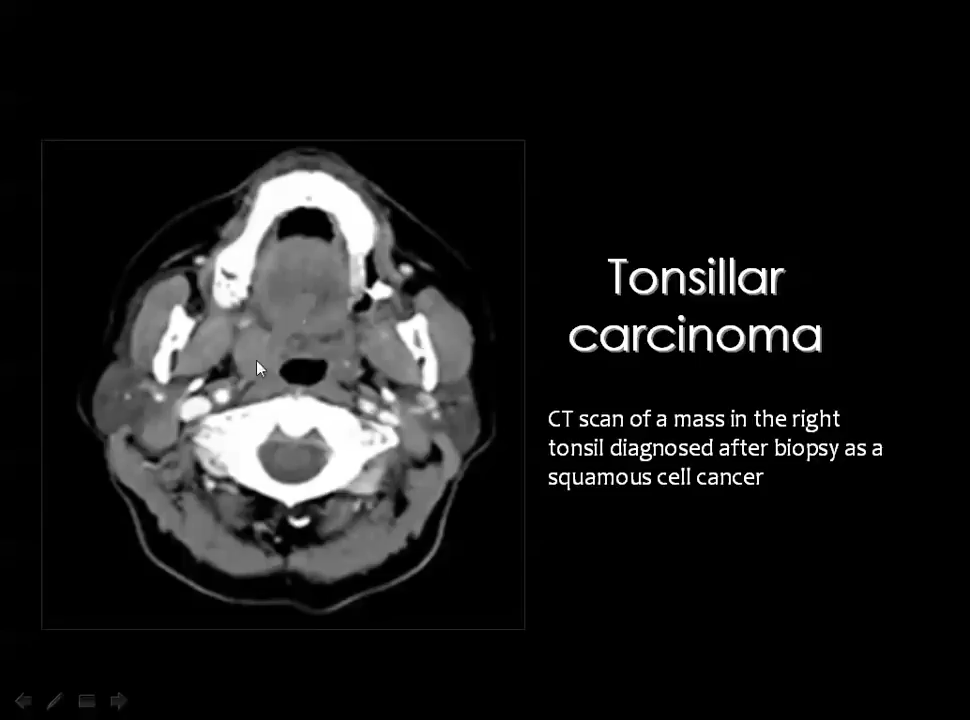 Tonsillar
carcinoma
CT scan of a mass in the right
tonsil diagnosed after biopsy as a
squamous cell cancer